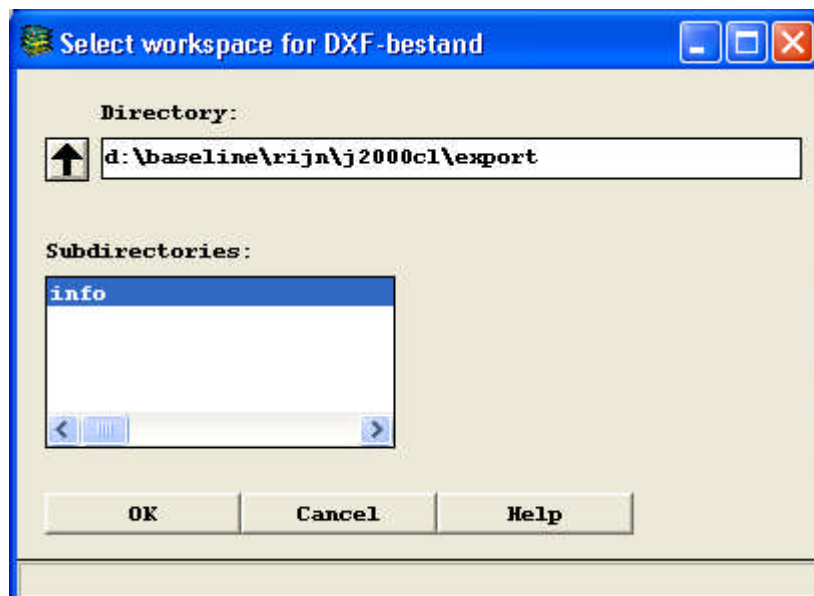 Select workspace for DXF-bestand
Directory:
d:\baseline\rijn\j2000cl\export
Subdirectories:
info
OK Cancel Help